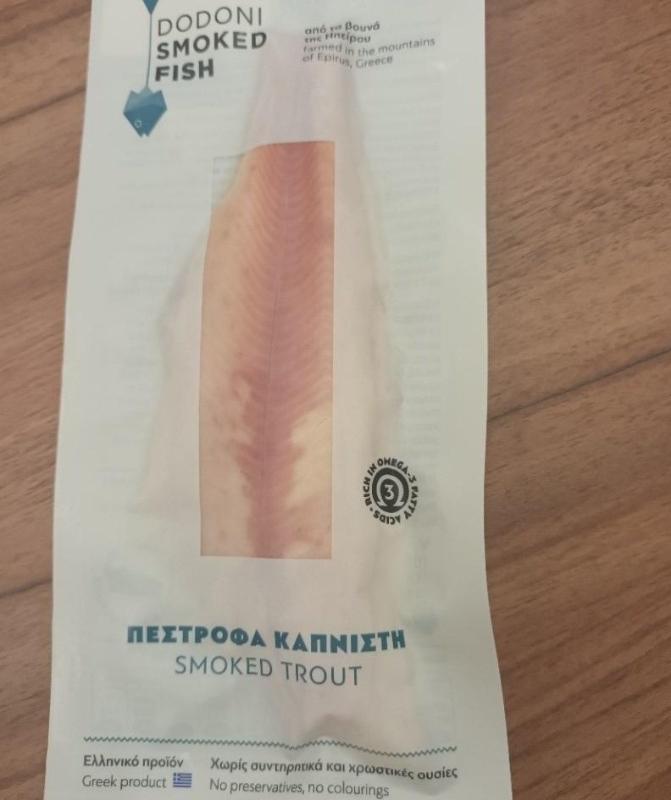 DODONI
SMOKED
FISH
από τα βουνά
της Ηπείρου
farmed in the mountains
of Epirus, Greece
RICH IN OMEGA-3 FATTY ACIDS •
3
ΠΕΣΤΡΟΦΑ ΚΑΠΝΙΣΤΗ
SMOKED TROUT
Ελληνικό προϊόν
Greek product
Χωρίς συντηρητικά και χρωστικές ουσίες
No preservatives, no colourings